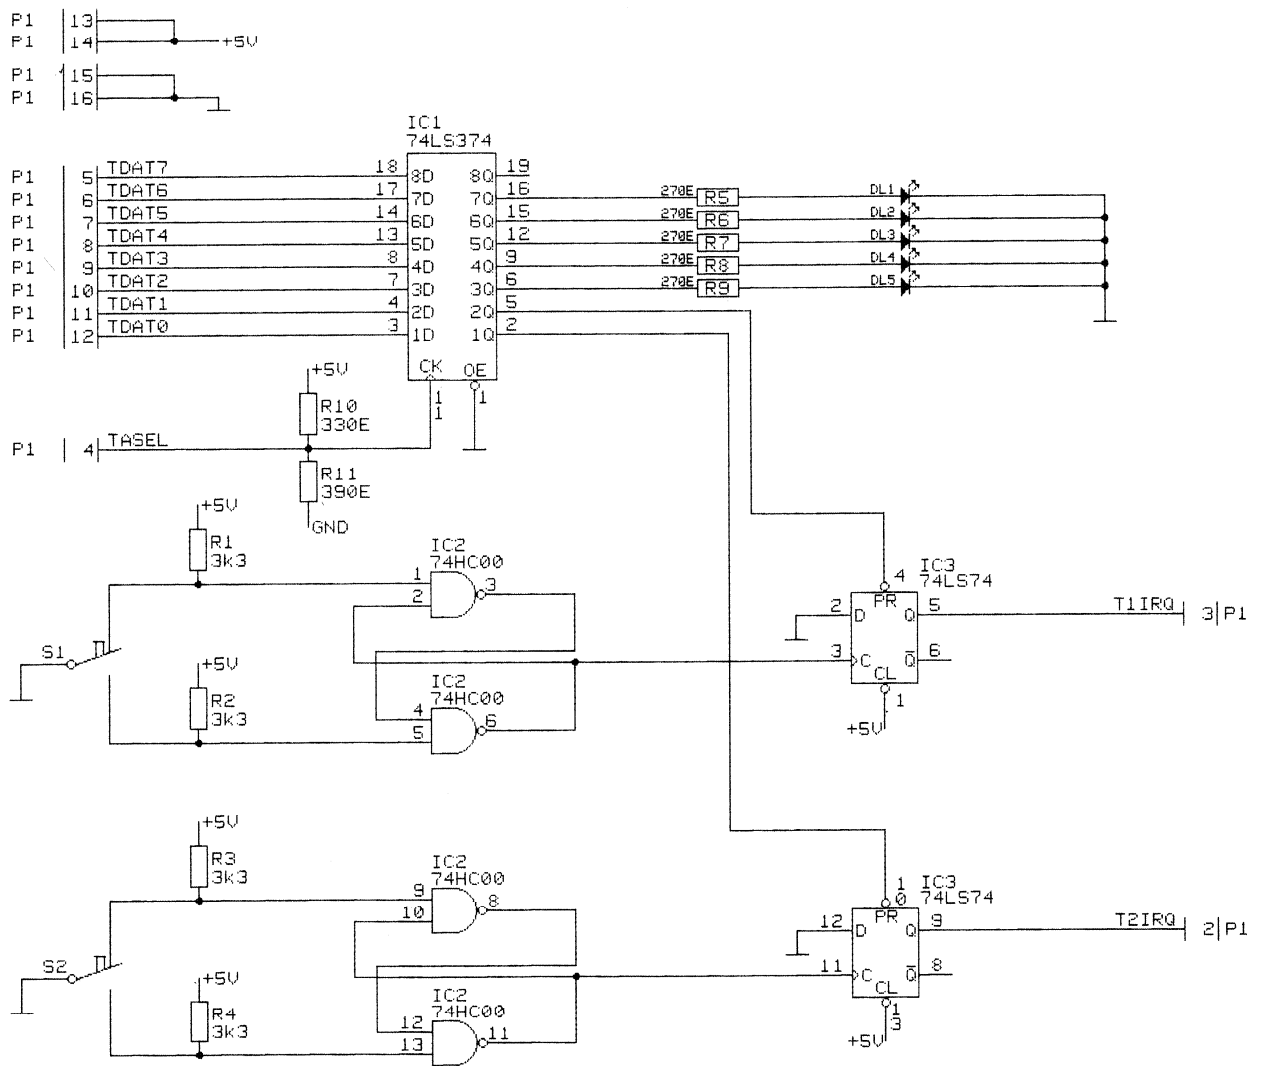 P1 13
P1 14 +5V
P1 15
P1 16
IC1
74LS374
P1 5 TDAT7 18 8D 8Q 19
P1 6 TDAT6 17 7D 7Q 16 270E R5 DL1
P1 7 TDAT5 14 6D 6Q 15 270E R6 DL2
P1 8 TDAT4 13 5D 5Q 12 270E R7 DL3
P1 9 TDAT3 8 4D 4Q 9 270E R8 DL4
P1 10 TDAT2 7 3D 3Q 6 270E R9 DL5
P1 11 TDAT1 4 2D 2Q 5
P1 12 TDAT0 3 1D 1Q 2
CK OE
1
1
1
+5V
R10
330E
P1 4 TASEL
R11
390E
GND
+5V
R1
3k3
IC2
74HC00
1
2
3
S1
+5V
R2
3k3
IC2
74HC00
4
5
6
IC3
74LS74
4
PR
2 D Q 5 T1IRQ 3 P1
3 C Q 6
CL
1
+5V
+5V
R3
3k3
IC2
74HC00
9
10
8
S2
+5V
R4
3k3
IC2
74HC00
12
13
11
IC3
74LS74
1
0
PR
12 D Q 9 T2IRQ 2 P1
11 C Q 8
CL
1
3
+5V